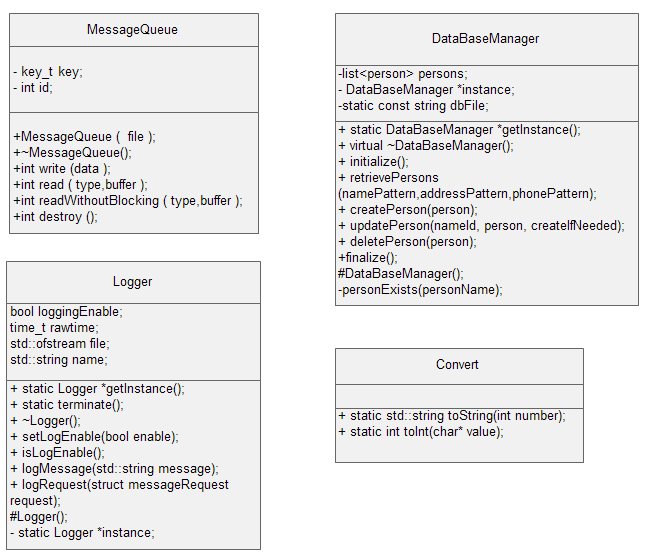 MessageQueue
- key_t key;
- int id;
+MessageQueue (  file );
+~MessageQueue();
+int write (data );
+int read ( type,buffer );
+int readWithoutBlocking ( type,buffer );
+int destroy ();
DataBaseManager
-list<person> persons;
- DataBaseManager *instance;
-static const string dbFile;
+ static DataBaseManager *getInstance();
+ virtual ~DataBaseManager();
+ initialize();
+ retrievePersons
(namePattern,addressPattern,phonePattern);
+ createPerson(person);
+ updatePerson(nameId, person, createIfNeeded);
+ deletePerson(person);
+finalize();
#DataBaseManager();
-personExists(personName);
Logger
bool loggingEnable;
time_t rawtime;
std::ofstream file;
std::string name;
+ static Logger *getInstance();
+ static terminate();
+ ~Logger();
+ setLogEnable(bool enable);
+ isLogEnable();
+ logMessage(std::string message);
+ logRequest(struct messageRequest
request);
#Logger();
- static Logger *instance;
Convert
+ static std::string toString(int number);
+ static int toInt(char* value);